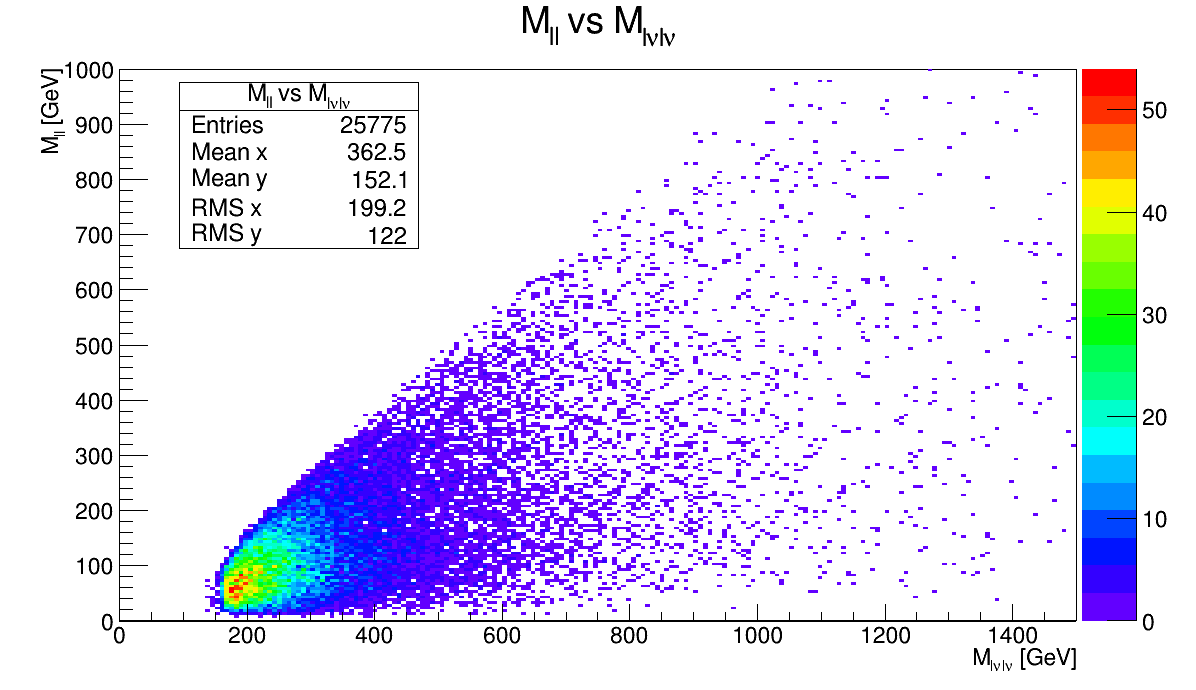 M_ll vs M_lνlν
M_ll [GeV]
1000
900
800
700
600
500
400
300
200
100
0
M_ll vs M_lνlν
Entries 25775
Mean x 362.5
Mean y 152.1
RMS x 199.2
RMS y 122
50
40
30
20
10
0
0 200 400 600 800 1000 1200 1400
M_lνlν [GeV]